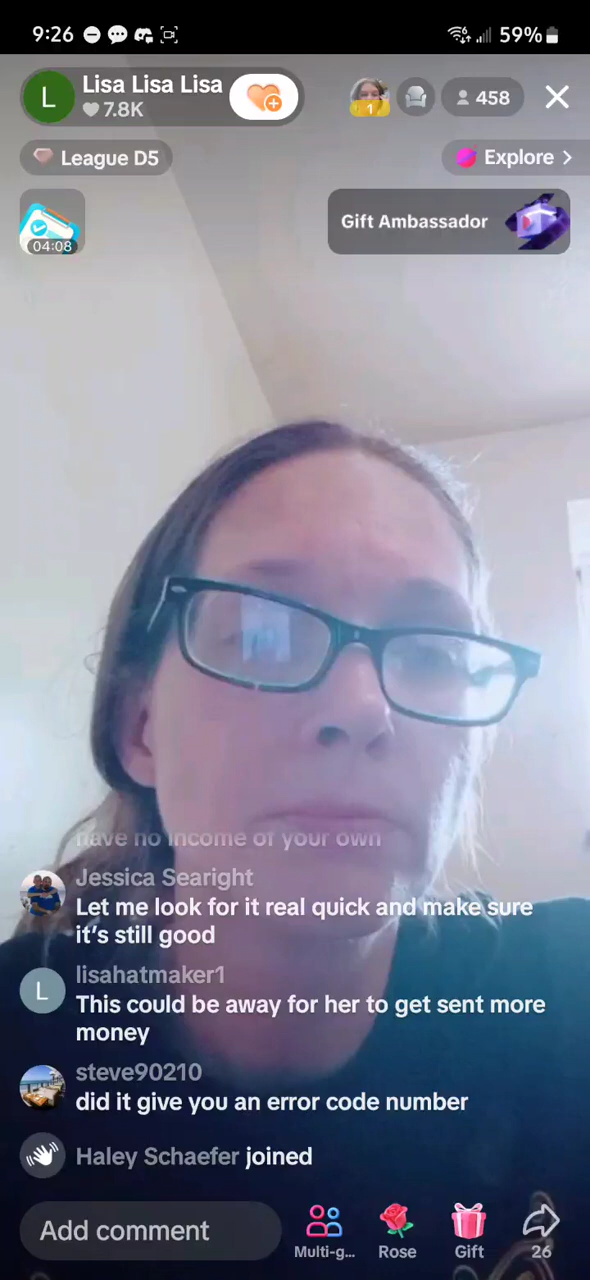 9:26
59%
L
Lisa Lisa Lisa
7.8K
1
458
League D5
Explore >
04:08
Gift Ambassador
have no income of your own
Jessica Searight
Let me look for it real quick and make sure
it's still good
L
lisahatmaker1
This could be away for her to get sent more
money
steve90210
did it give you an error code number
Haley Schaefer joined
Add comment
Multi-g...
Rose
Gift
26